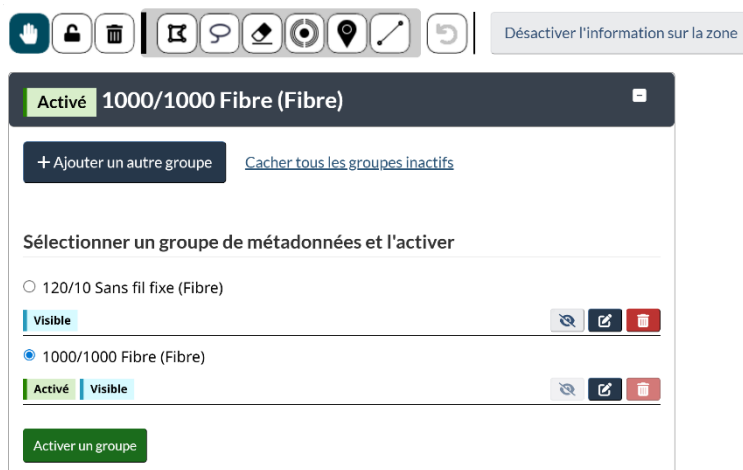 Désactiver l'information sur la zone
Activé 1000/1000 Fibre (Fibre)
+ Ajouter un autre groupe Cacher tous les groupes inactifs
Sélectionner un groupe de métadonnées et l'activer
120/10 Sans fil fixe (Fibre)
Visible
1000/1000 Fibre (Fibre)
Activé Visible
Activer un groupe